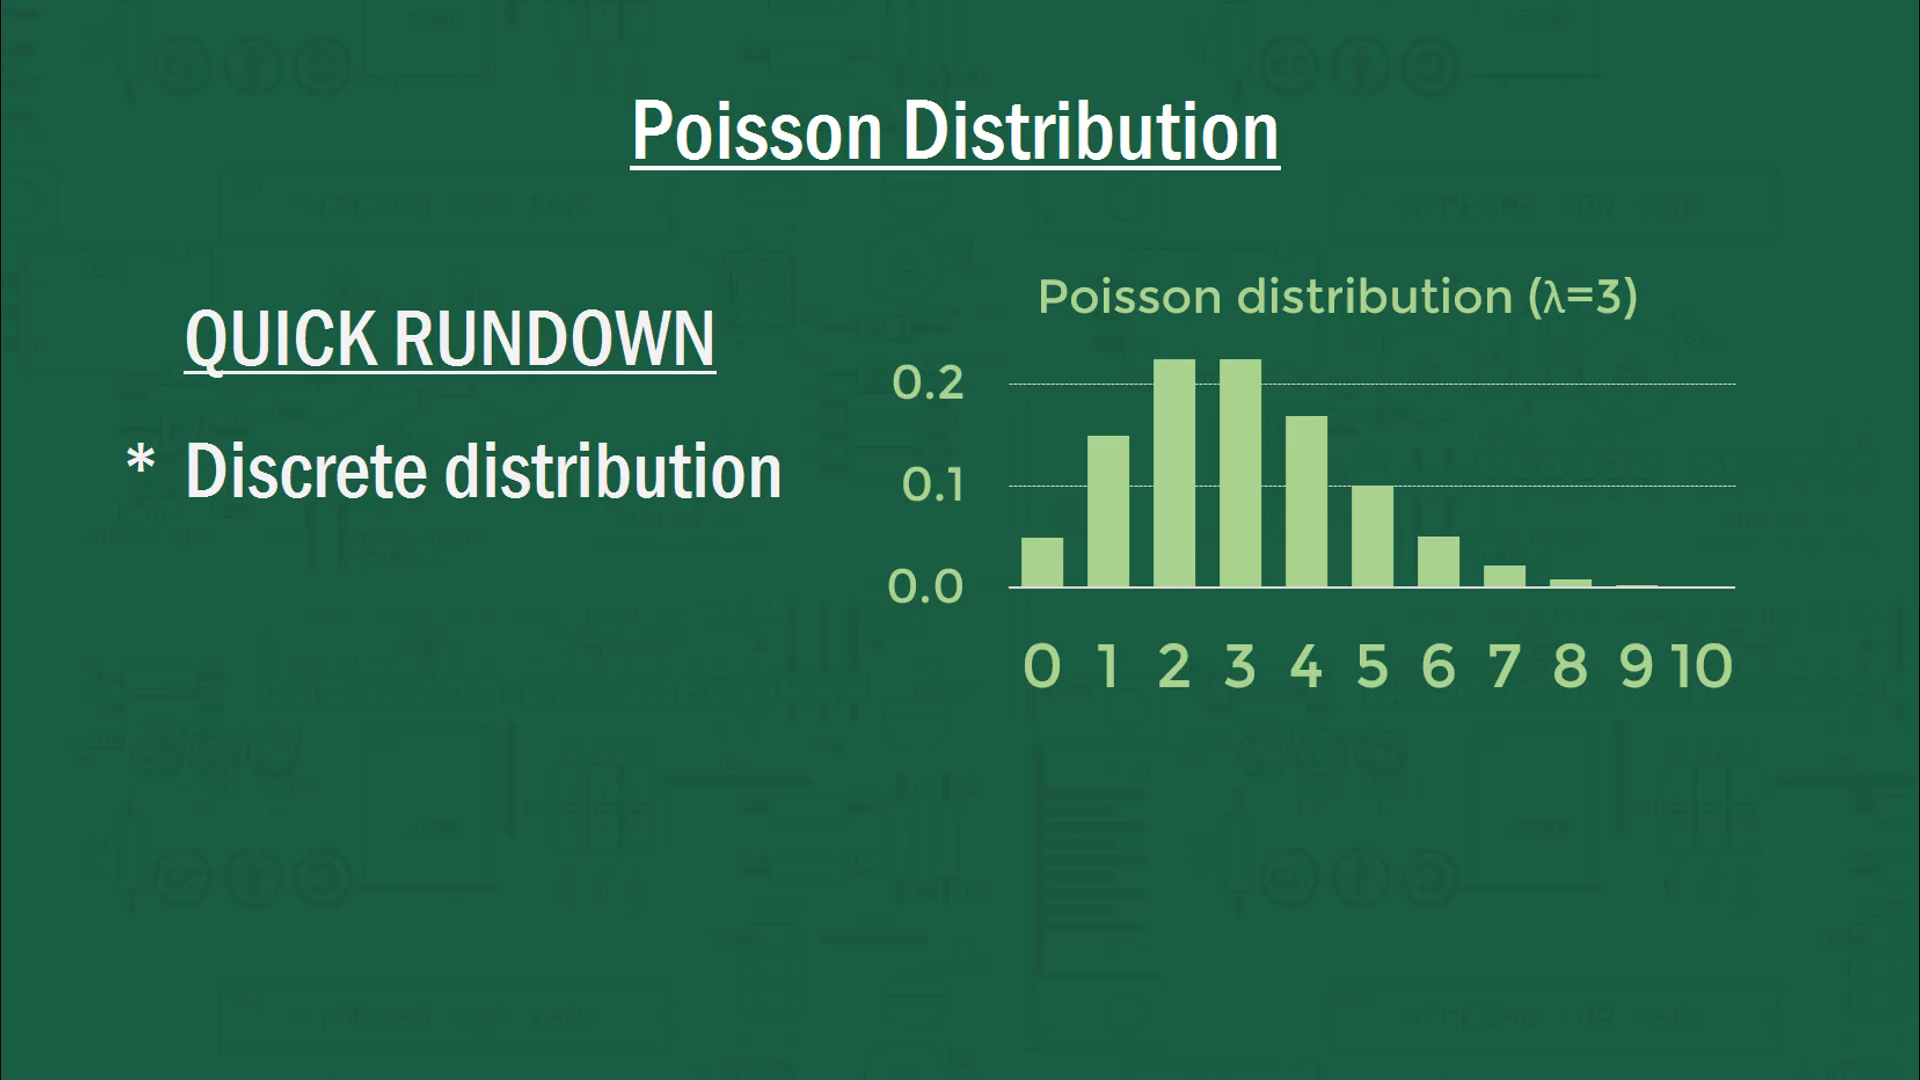 Poisson Distribution
QUICK RUNDOWN
* Discrete distribution
Poisson distribution (λ=3)
0.2
0.1
0.0
0 1 2 3 4 5 6 7 8 9 10